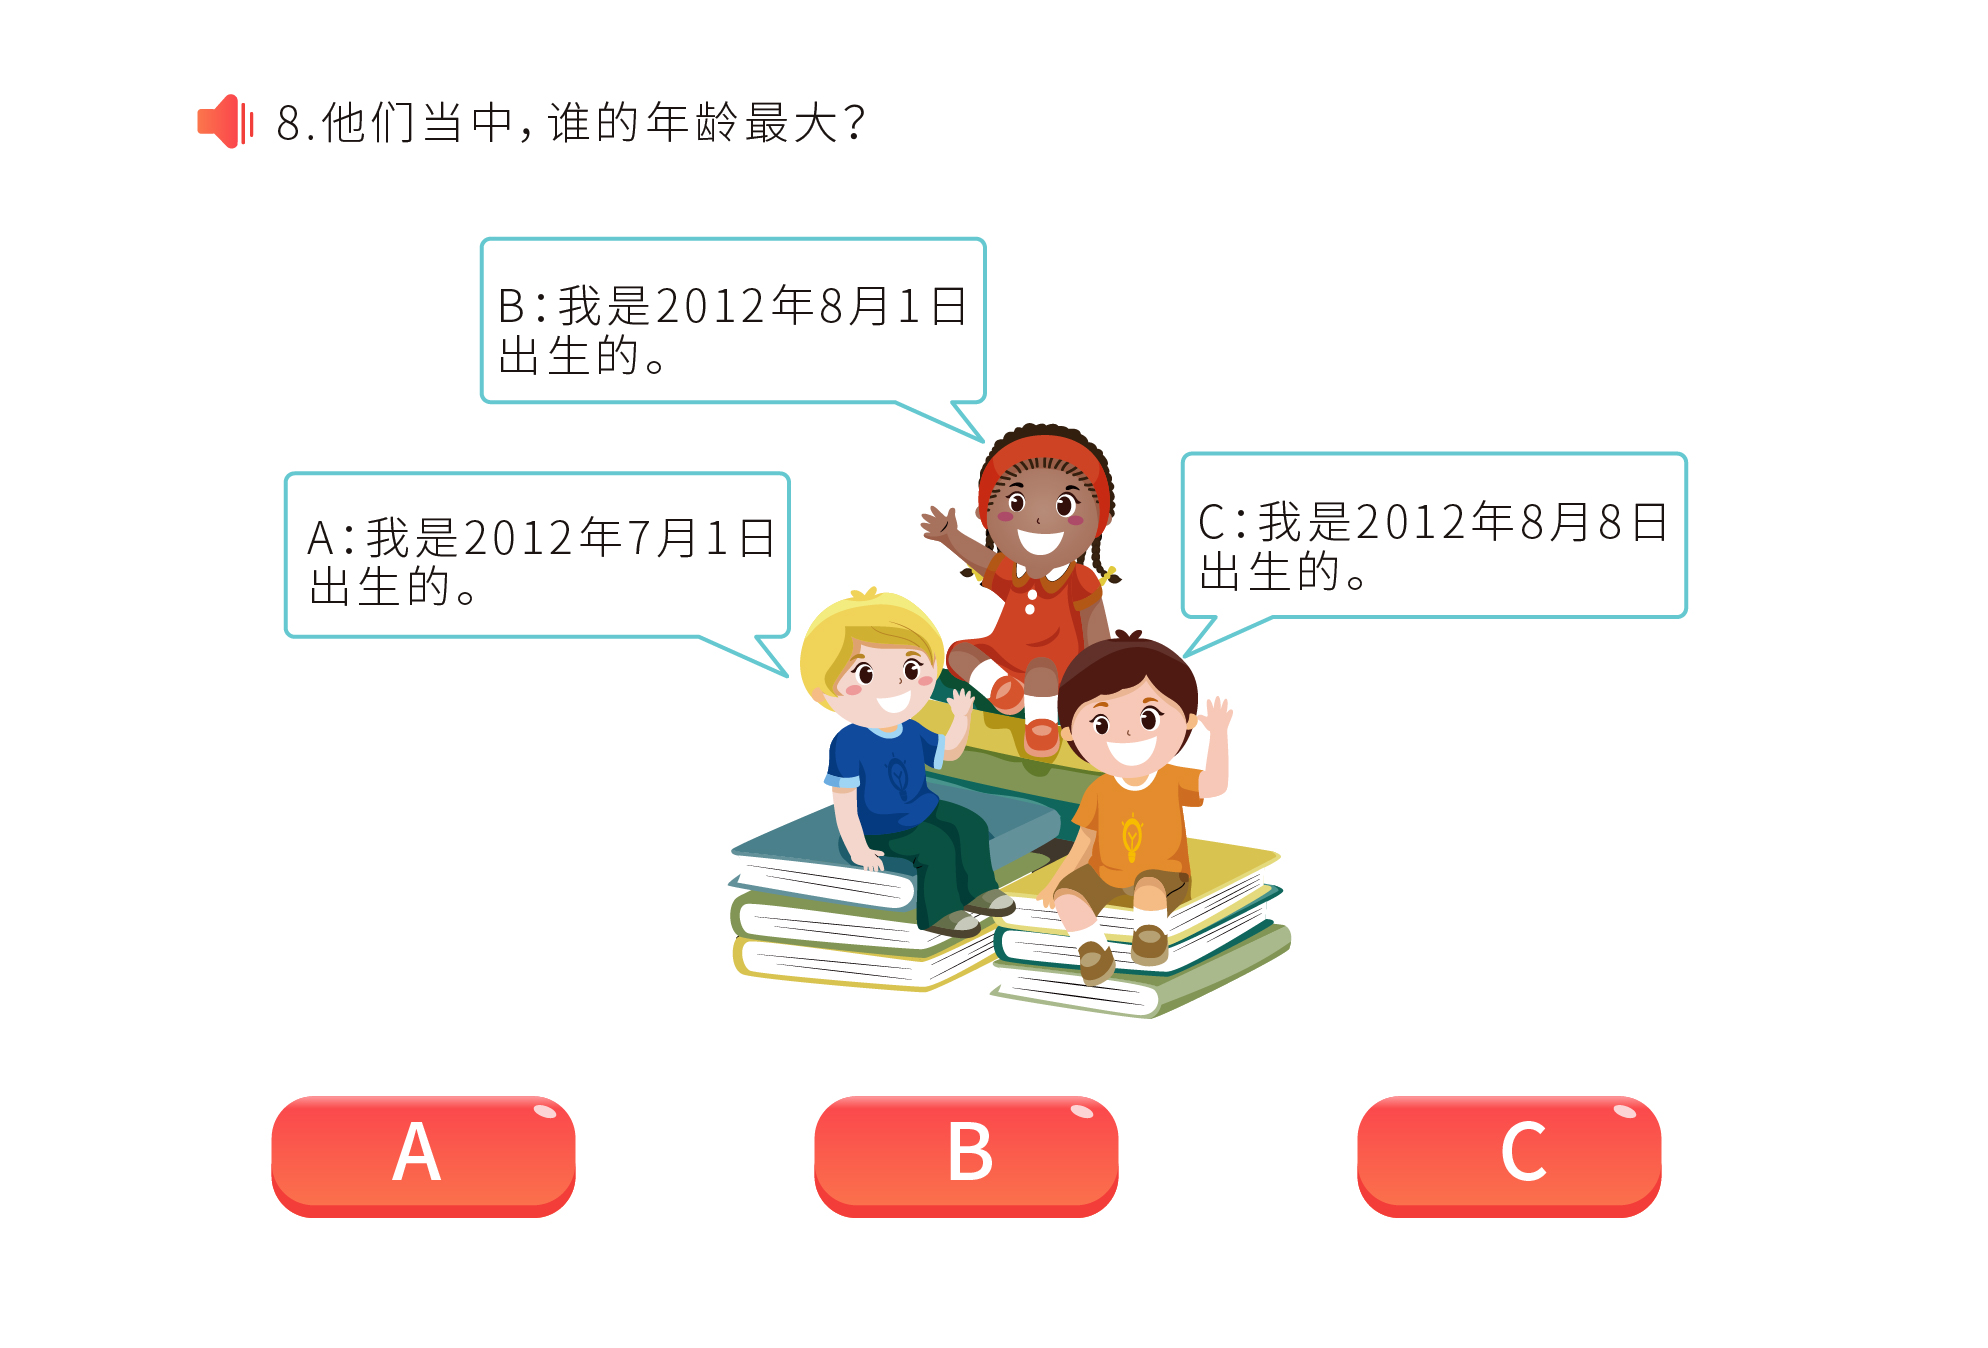 8.他们当中，谁的年龄最大？
B：我是2012年8月1日
出生的。
A：我是2012年7月1日
出生的。
C：我是2012年8月8日
出生的。
A
B
C